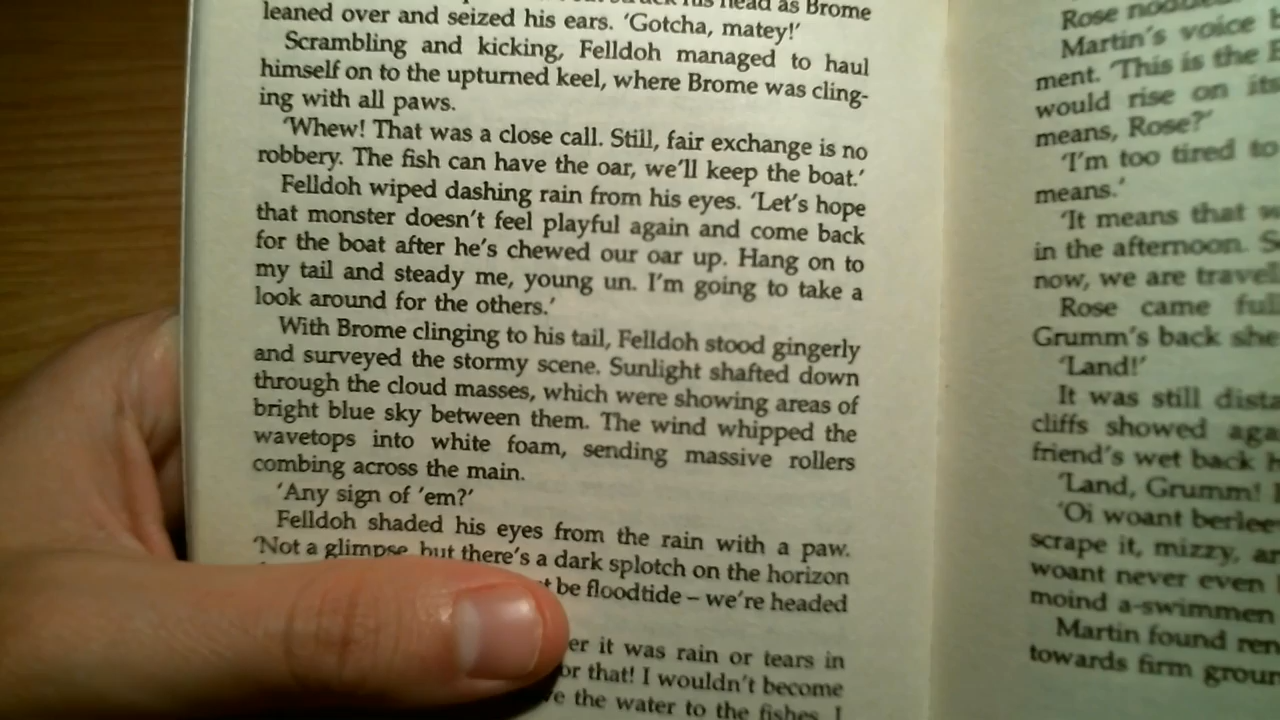 his head as Brome
leaned over and seized his ears. 'Gotcha, matey!'
Scrambling and kicking, Felldoh managed to haul
himself on to the upturned keel, where Brome was cling-
ing with all paws.
'Whew! That was a close call. Still, fair exchange is no
robbery. The fish can have the oar, we'll keep the boat.'
Felldoh wiped dashing rain from his eyes. 'Let's hope
that monster doesn't feel playful again and come back
for the boat after he's chewed our oar up. Hang on to
my tail and steady me, young un. I'm going to take a
look around for the others.'
With Brome clinging to his tail, Felldoh stood gingerly
and surveyed the stormy scene. Sunlight shafted down
through the cloud masses, which were showing areas of
bright blue sky between them. The wind whipped the
wavetops into white foam, sending massive rollers
combing across the main.
'Any sign of 'em?'
Felldoh shaded his eyes from the rain with a paw.
'Not a glimpse, but there's a dark splotch on the horizon
be floodtide – we're headed
it was rain or tears in
that! I wouldn't become
the water to the fishes. I
Rose
Martin's voice
ment. 'This is the
would rise on its
means, Rose?'
'I'm too tired to
means.'
'It means that
in the afternoon.
now, we are
Rose came
Grumm's back she
'Land!'
It was still
cliffs showed
friend's wet back
'Land, Grumm!
'Oi woant
scrape it, mizzy,
woant never even
moind a-swimmen
Martin found
towards firm